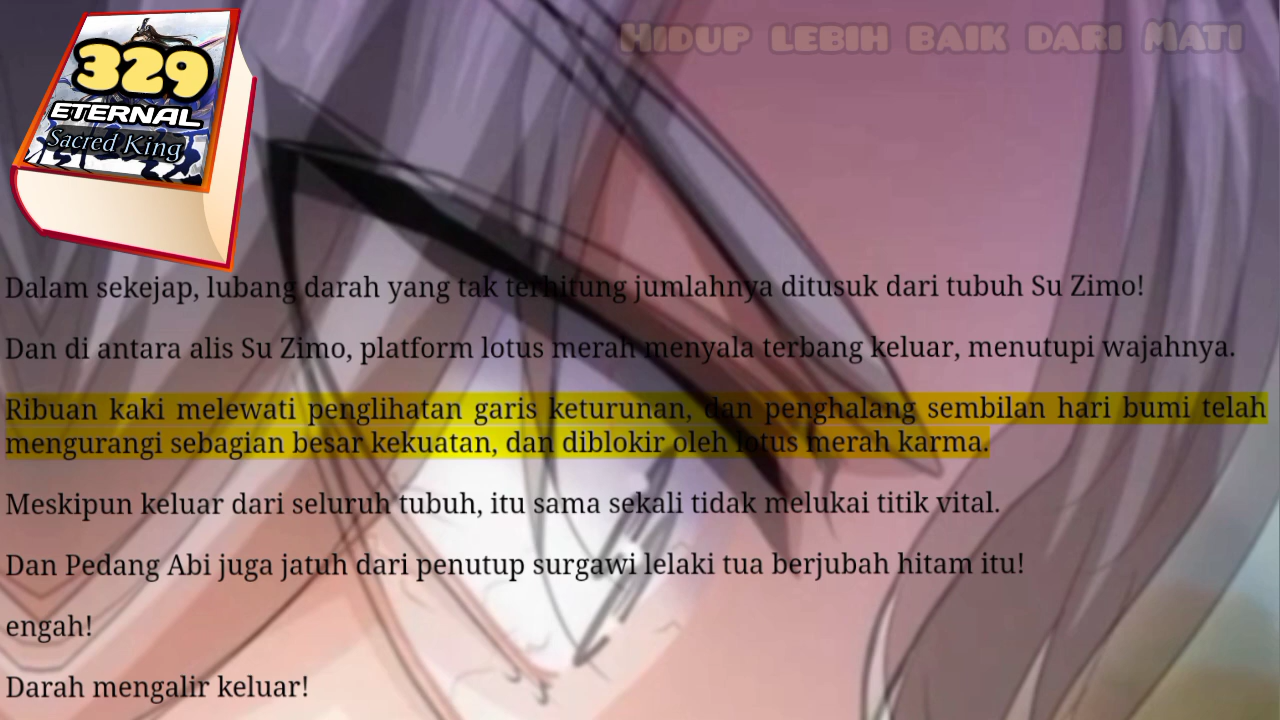 Hidup lebih baik dari Mati
329
ETERNAL
Sacred King
Dalam sekejap, lubang darah yang tak terhitung jumlahnya ditusuk dari tubuh Su Zimo!
Dan di antara alis Su Zimo, platform lotus merah menyala terbang keluar, menutupi wajahnya.
Ribuan kaki melewati penglihatan garis keturunan, dan penghalang sembilan hari bumi telah
mengurangi sebagian besar kekuatan, dan diblokir oleh lotus merah karma.
Meskipun keluar dari seluruh tubuh, itu sama sekali tidak melukai titik vital.
Dan Pedang Abi juga jatuh dari penutup surgawi lelaki tua berjubah hitam itu!
engah!
Darah mengalir keluar!